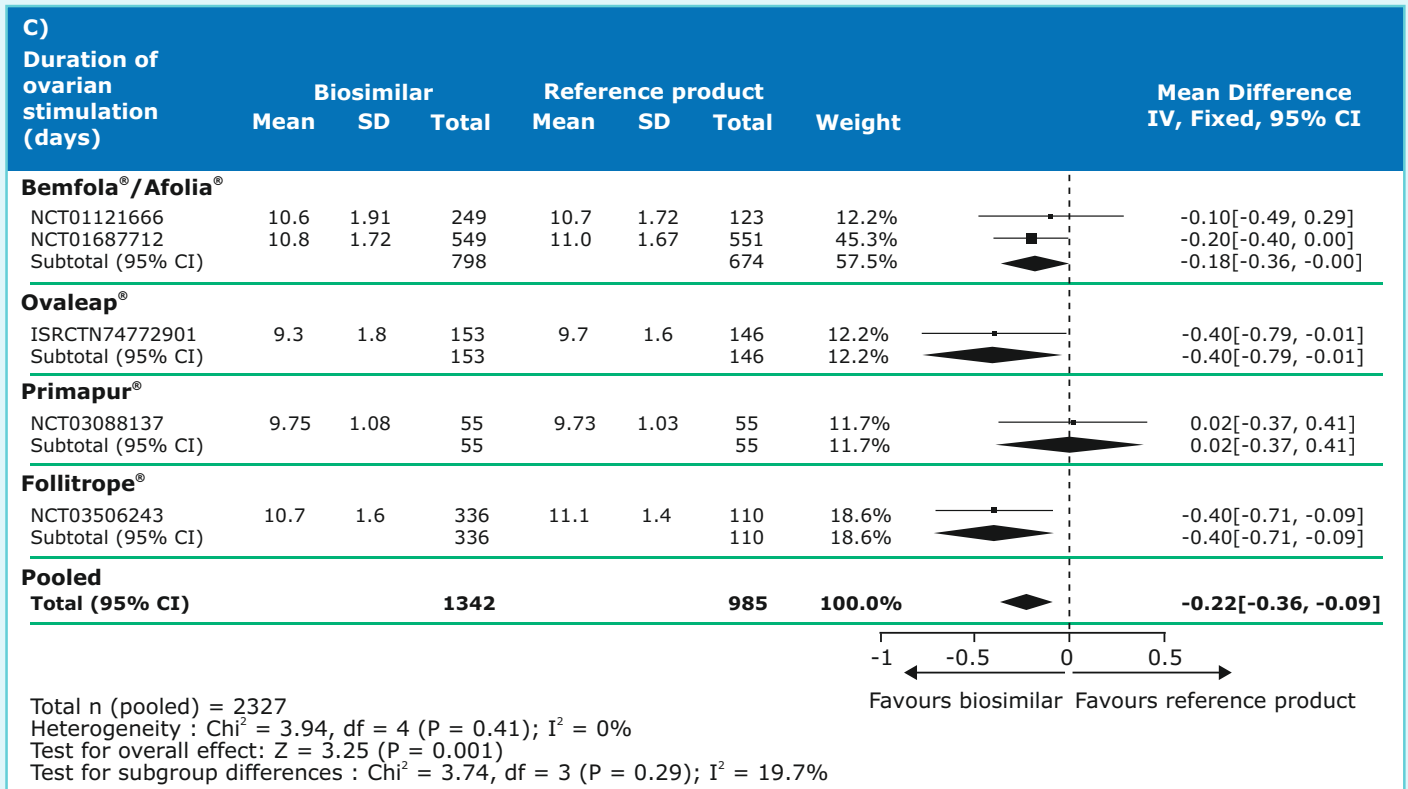 C)
Duration of
ovarian
stimulation
(days)
Biosimilar Reference product Mean Difference
Mean SD Total Mean SD Total Weight IV, Fixed, 95% CI
Bemfola®/Afolia®
NCT01121666 10.6 1.91 249 10.7 1.72 123 12.2% -0.10[-0.49, 0.29]
NCT01687712 10.8 1.72 549 11.0 1.67 551 45.3% -0.20[-0.40, 0.00]
Subtotal (95% CI) 798 674 57.5% -0.18[-0.36, -0.00]
Ovaleap®
ISRCTN74772901 9.3 1.8 153 9.7 1.6 146 12.2% -0.40[-0.79, -0.01]
Subtotal (95% CI) 153 146 12.2% -0.40[-0.79, -0.01]
Primapur®
NCT03088137 9.75 1.08 55 9.73 1.03 55 11.7% 0.02[-0.37, 0.41]
Subtotal (95% CI) 55 55 11.7% 0.02[-0.37, 0.41]
Follitrope®
NCT03506243 10.7 1.6 336 11.1 1.4 110 18.6% -0.40[-0.71, -0.09]
Subtotal (95% CI) 336 110 18.6% -0.40[-0.71, -0.09]
Pooled
Total (95% CI) 1342 985 100.0% -0.22[-0.36, -0.09]
-1 -0.5 0 0.5
Favours biosimilar Favours reference product
Total n (pooled) = 2327
Heterogeneity : Chi² = 3.94, df = 4 (P = 0.41); I² = 0%
Test for overall effect: Z = 3.25 (P = 0.001)
Test for subgroup differences : Chi² = 3.74, df = 3 (P = 0.29); I² = 19.7%